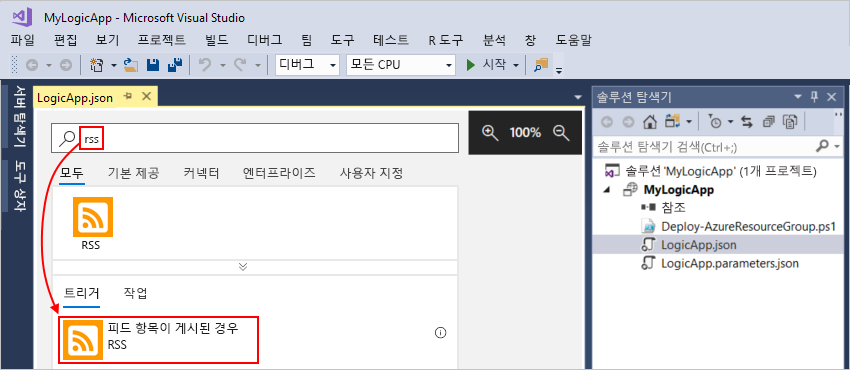 MyLogicApp - Microsoft Visual Studio
파일 편집 보기 프로젝트 빌드 디버그 팀 도구 테스트 R 도구 분석 창 도움말
디버그 모든 CPU 시작
서버 탐색기 도구 상자
LogicApp.json
rss
100%
모두 기본 제공 커넥터 엔터프라이즈 사용자 지정
RSS
트리거 작업
피드 항목이 게시된 경우
RSS
솔루션 탐색기
솔루션 탐색기 검색(Ctrl+;)
솔루션 'MyLogicApp' (1개 프로젝트)
MyLogicApp
참조
Deploy-AzureResourceGroup.ps1
LogicApp.json
LogicApp.parameters.json